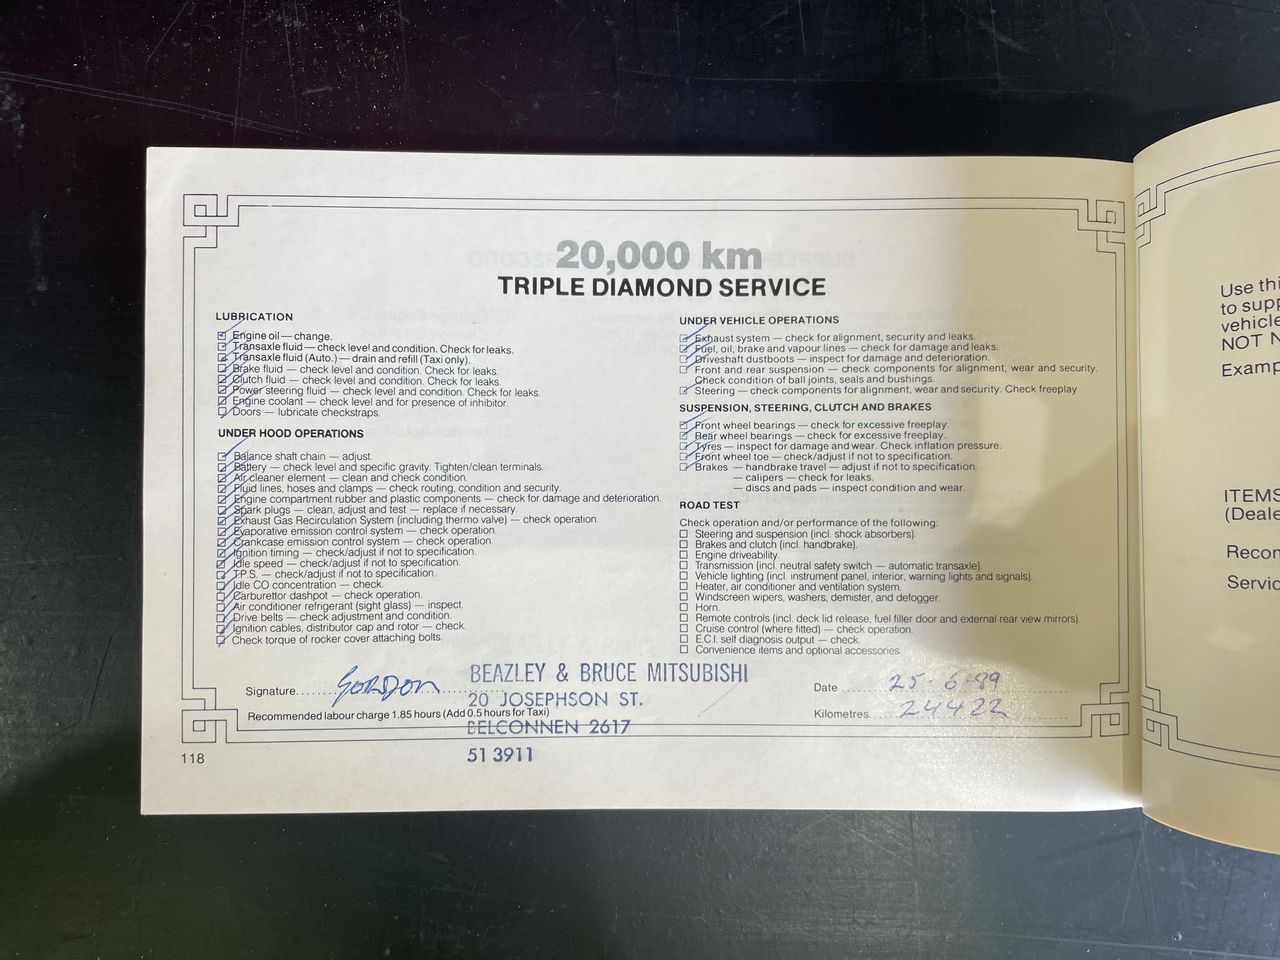 20,000 km
TRIPLE DIAMOND SERVICE
LUBRICATION
Engine oil — change.
Transaxle fluid — check level and condition. Check for leaks.
Transaxle fluid (Auto.) — drain and refill (Taxi only).
Brake fluid — check level and condition. Check for leaks.
Clutch fluid — check level and condition. Check for leaks.
Power steering fluid — check level and condition. Check for leaks.
Engine coolant — check level and for presence of inhibitor.
Doors — lubricate checkstraps.
UNDER HOOD OPERATIONS
Balance shaft chain — adjust.
Battery — check level and specific gravity. Tighten/clean terminals.
Air cleaner element — clean and check condition.
Fluid lines, hoses and clamps — check routing, condition and security.
Engine compartment rubber and plastic components — check for damage and deterioration.
Spark plugs — clean, adjust and test — replace if necessary.
Exhaust Gas Recirculation System (including thermo valve) — check operation.
Evaporative emission control system — check operation.
Crankcase emission control system — check operation.
Ignition timing — check/adjust if not to specification.
Idle speed — check/adjust if not to specification.
T.P.S. — check/adjust if not to specification.
Idle CO concentration — check.
Carburettor dashpot — check operation.
Air conditioner refrigerant (sight glass) — inspect.
Drive belts — check adjustment and condition.
Ignition cables, distributor cap and rotor — check.
Check torque of rocker cover attaching bolts.
UNDER VEHICLE OPERATIONS
Exhaust system — check for alignment, security and leaks.
Fuel, oil, brake and vapour lines — check for damage and leaks.
Driveshaft dustboots — inspect for damage and deterioration.
Front and rear suspension — check components for alignment, wear and security.
Check condition of ball joints, seals and bushings.
Steering — check components for alignment, wear and security. Check freeplay
SUSPENSION, STEERING, CLUTCH AND BRAKES
Front wheel bearings — check for excessive freeplay.
Rear wheel bearings — check for excessive freeplay.
Tyres — inspect for damage and wear. Check inflation pressure.
Front wheel toe — check/adjust if not to specification.
Brakes — handbrake travel — adjust if not to specification.
— calipers — check for leaks.
— discs and pads — inspect condition and wear.
ROAD TEST
Check operation and/or performance of the following:
Steering and suspension (incl. shock absorbers).
Brakes and clutch (incl. handbrake).
Engine driveability.
Transmission (incl. neutral safety switch — automatic transaxle).
Vehicle lighting (incl. instrument panel, interior, warning lights and signals).
Heater, air conditioner and ventilation system.
Windscreen wipers, washers, demister, and defogger.
Horn.
Remote controls (incl. deck lid release, fuel filler door and external rear view mirrors).
Cruise control (where fitted) — check operation.
E.C.I. self diagnosis output — check.
Convenience items and optional accessories.
Signature........GORDON
BEAZLEY & BRUCE MITSUBISHI
20 JOSEPHSON ST.
BELCONNEN 2617
51 3911
Recommended labour charge 1.85 hours (Add 0.5 hours for Taxi)
Date ........ 25-6-89
Kilometres........ 24422
118
Use thi
to supp
vehicle
NOT N
Examp
ITEMS
(Deale
Recon
Servic